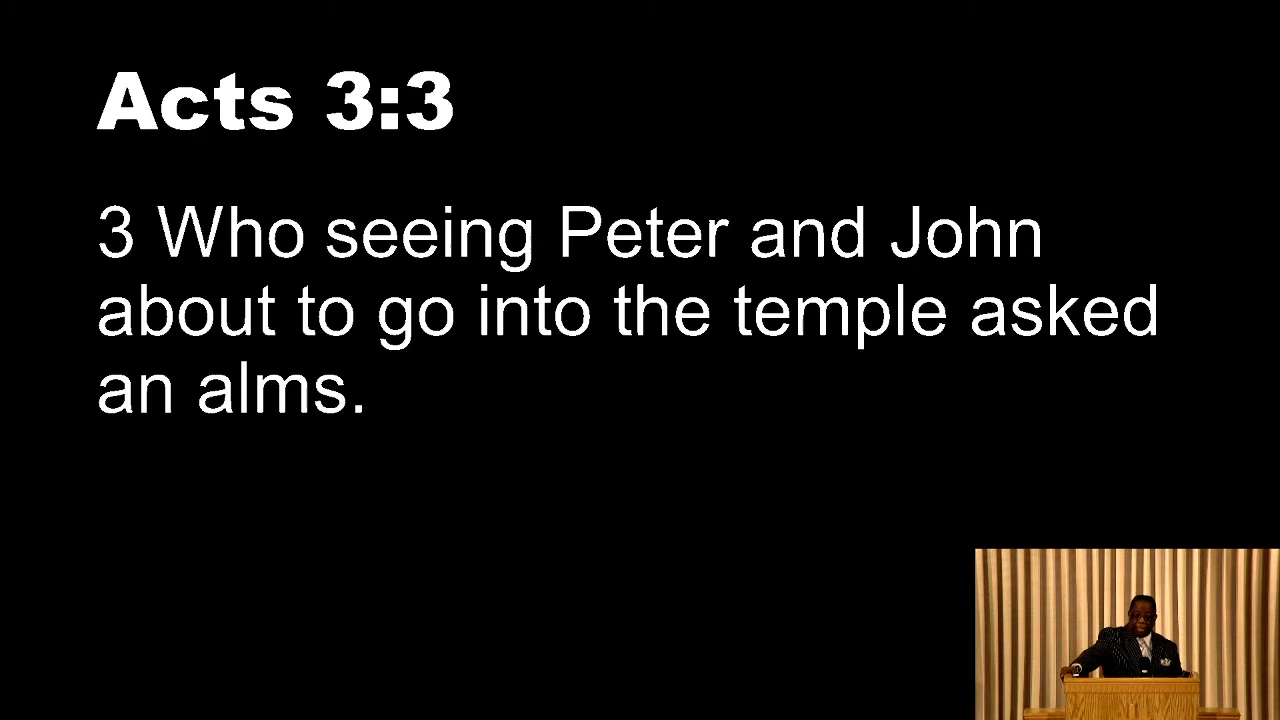 Acts 3:3
3 Who seeing Peter and John
about to go into the temple asked
an alms.